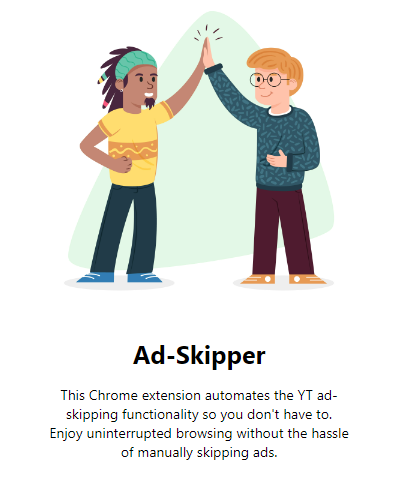 Ad-Skipper
This Chrome extension automates the YT ad-
skipping functionality so you don't have to.
Enjoy uninterrupted browsing without the hassle
of manually skipping ads.